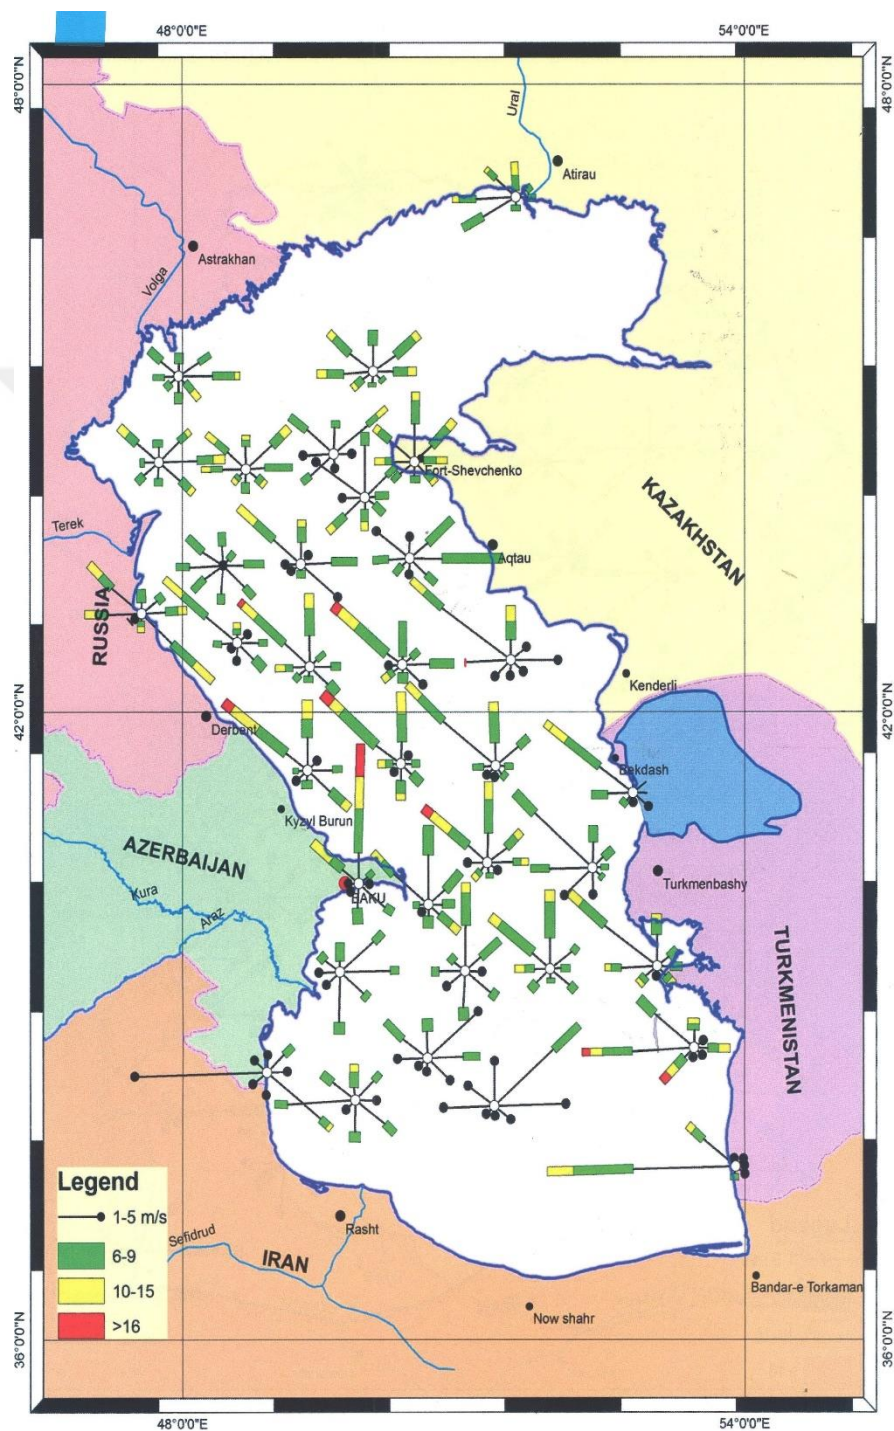 48°0'0"E
54°0'0"E
48°0'0"N
48°0'0"N
Ural
Atirau
Astrakhan
Volga
Fort-Shevchenko
KAZAKHSTAN
Terek
Aqtau
RUSSIA
Kenderli
42°0'0"N
42°0'0"N
Derbent
Bekdash
Kyzyl Burun
AZERBAIJAN
Turkmenbashy
BAKU
Kura
Araz
TURKMENISTAN
Legend
1-5 m/s
6-9
10-15
>16
Rasht
Sefidrud
IRAN
Bandar-e Torkaman
Now shahr
36°0'0"N
36°0'0"N
48°0'0"E
54°0'0"E